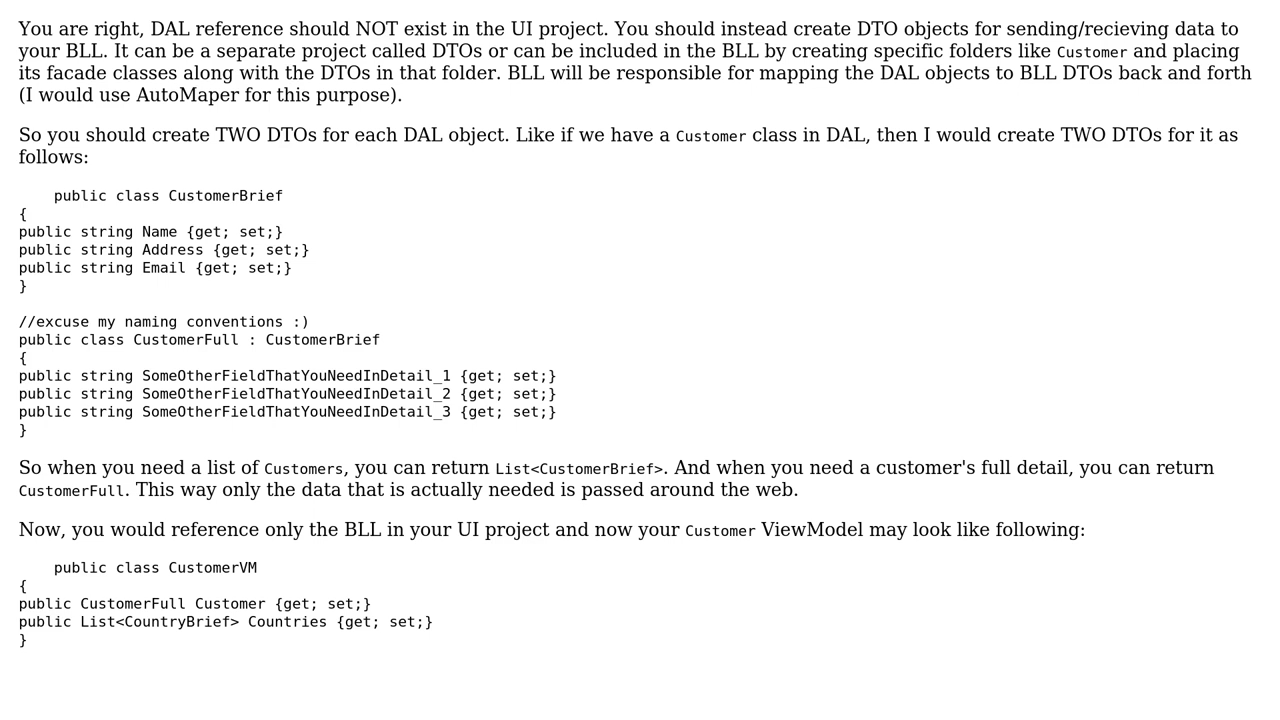 You are right, DAL reference should NOT exist in the UI project. You should instead create DTO objects for sending/recieving data to
your BLL. It can be a separate project called DTOs or can be included in the BLL by creating specific folders like Customer and placing
its facade classes along with the DTOs in that folder. BLL will be responsible for mapping the DAL objects to BLL DTOs back and forth
(I would use AutoMaper for this purpose).
So you should create TWO DTOs for each DAL object. Like if we have a Customer class in DAL, then I would create TWO DTOs for it as
follows:
    public class CustomerBrief
{
public string Name {get; set;}
public string Address {get; set;}
public string Email {get; set;}
}
//excuse my naming conventions :)
public class CustomerFull : CustomerBrief
{
public string SomeOtherFieldThatYouNeedInDetail_1 {get; set;}
public string SomeOtherFieldThatYouNeedInDetail_2 {get; set;}
public string SomeOtherFieldThatYouNeedInDetail_3 {get; set;}
}
So when you need a list of Customers, you can return List<CustomerBrief>. And when you need a customer's full detail, you can return
CustomerFull. This way only the data that is actually needed is passed around the web.
Now, you would reference only the BLL in your UI project and now your Customer ViewModel may look like following:
    public class CustomerVM
{
public CustomerFull Customer {get; set;}
public List<CountryBrief> Countries {get; set;}
}